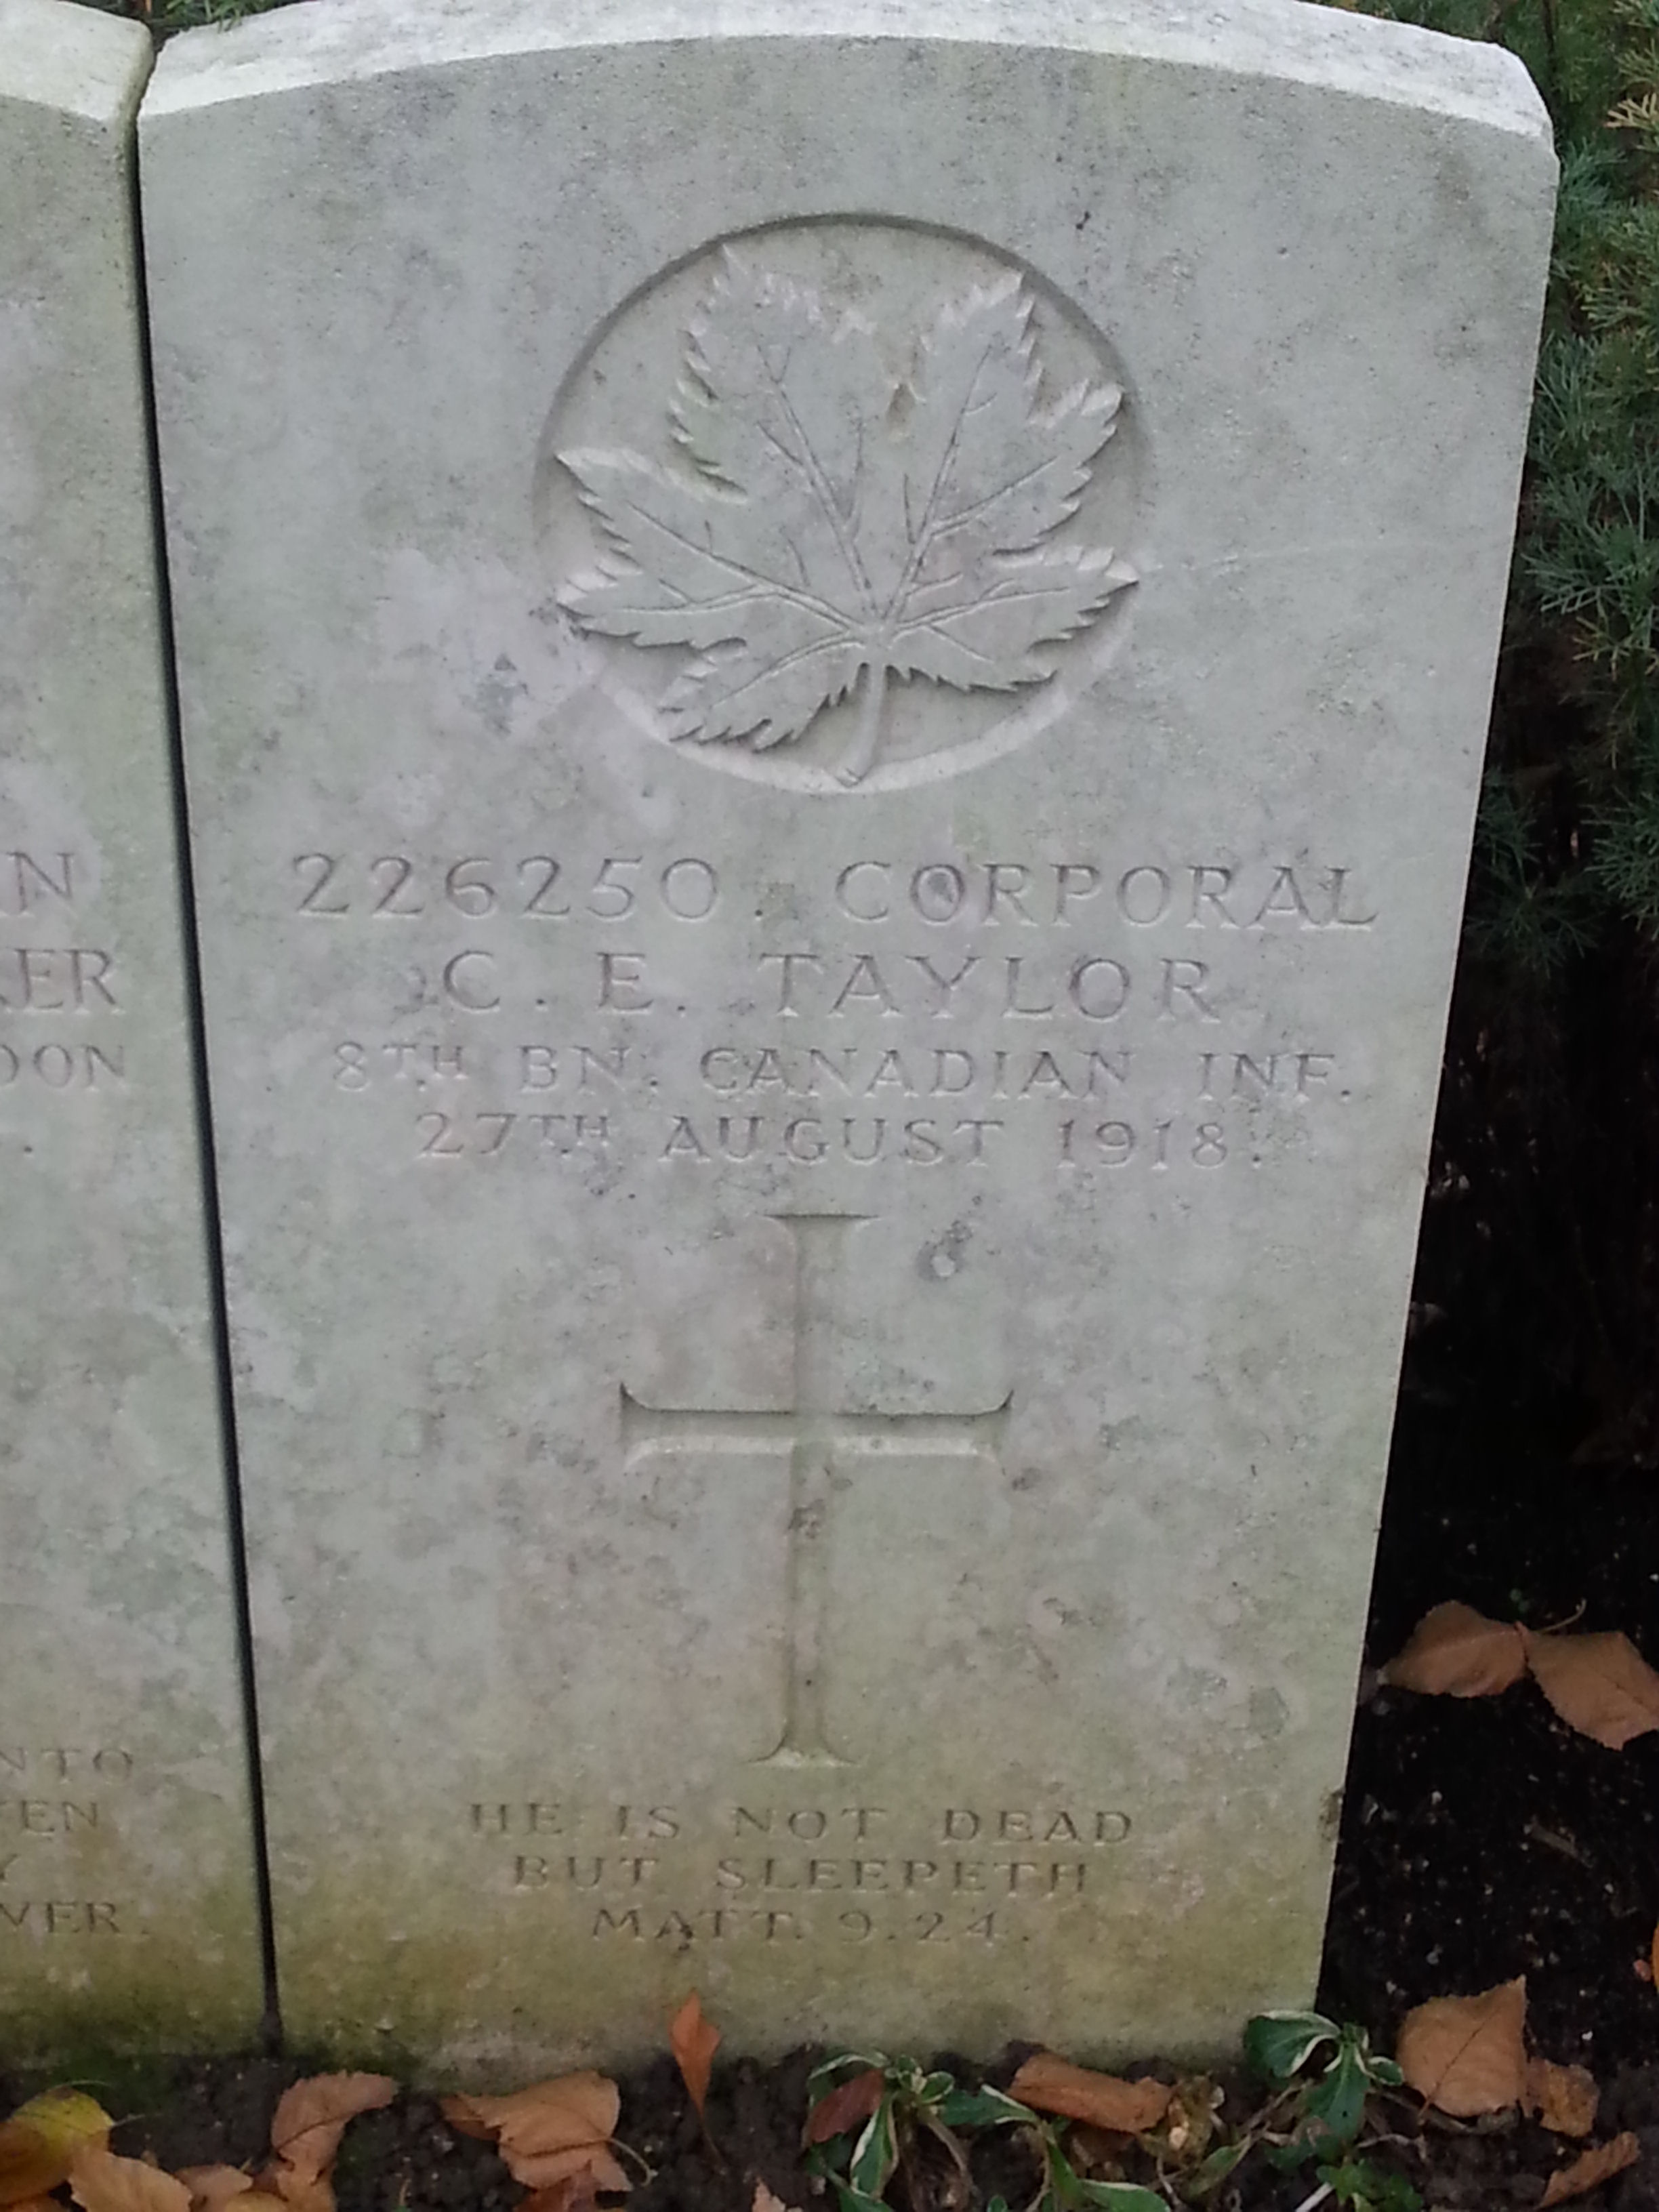 226250 CORPORAL
C. E. TAYLOR
8TH BN. CANADIAN INF.
27TH AUGUST 1918.
HE IS NOT DEAD
BUT SLEEPETH
MATT. 9.24.